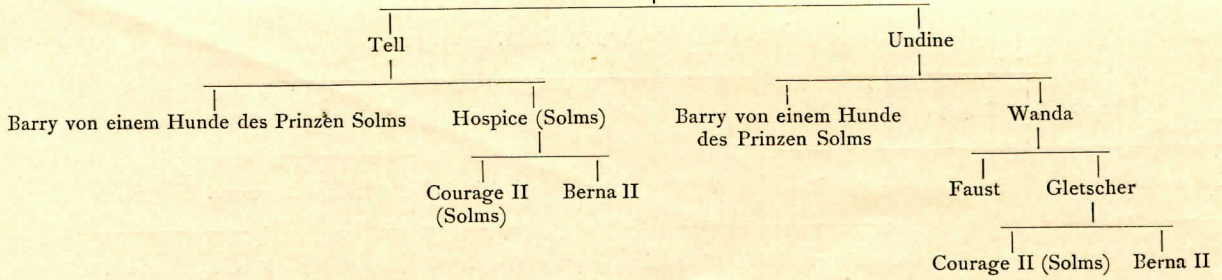 Tell
Undine
Barry von einem Hunde des Prinzen Solms
Hospice (Solms)
Barry von einem Hunde
des Prinzen Solms
Wanda
Courage II
(Solms)
Berna II
Faust
Gletscher
Courage II (Solms)
Berna II